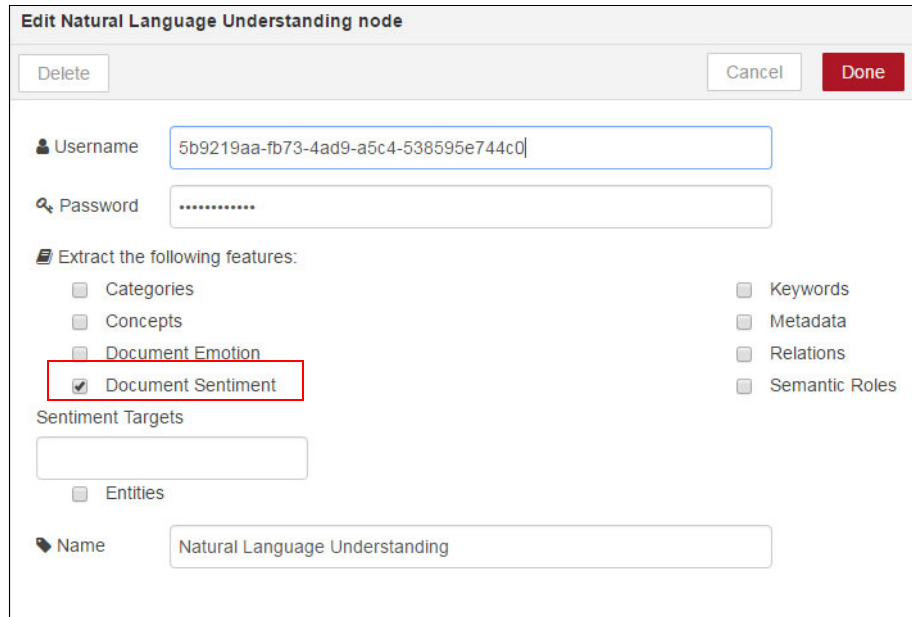 Edit Natural Language Understanding node
Delete Cancel Done
Username 5b9219aa-fb73-4ad9-a5c4-538595e744c0
Password ••••••••••••
Extract the following features:
Categories Keywords
Concepts Metadata
Document Emotion Relations
Document Sentiment Semantic Roles
Sentiment Targets
Entities
Name Natural Language Understanding